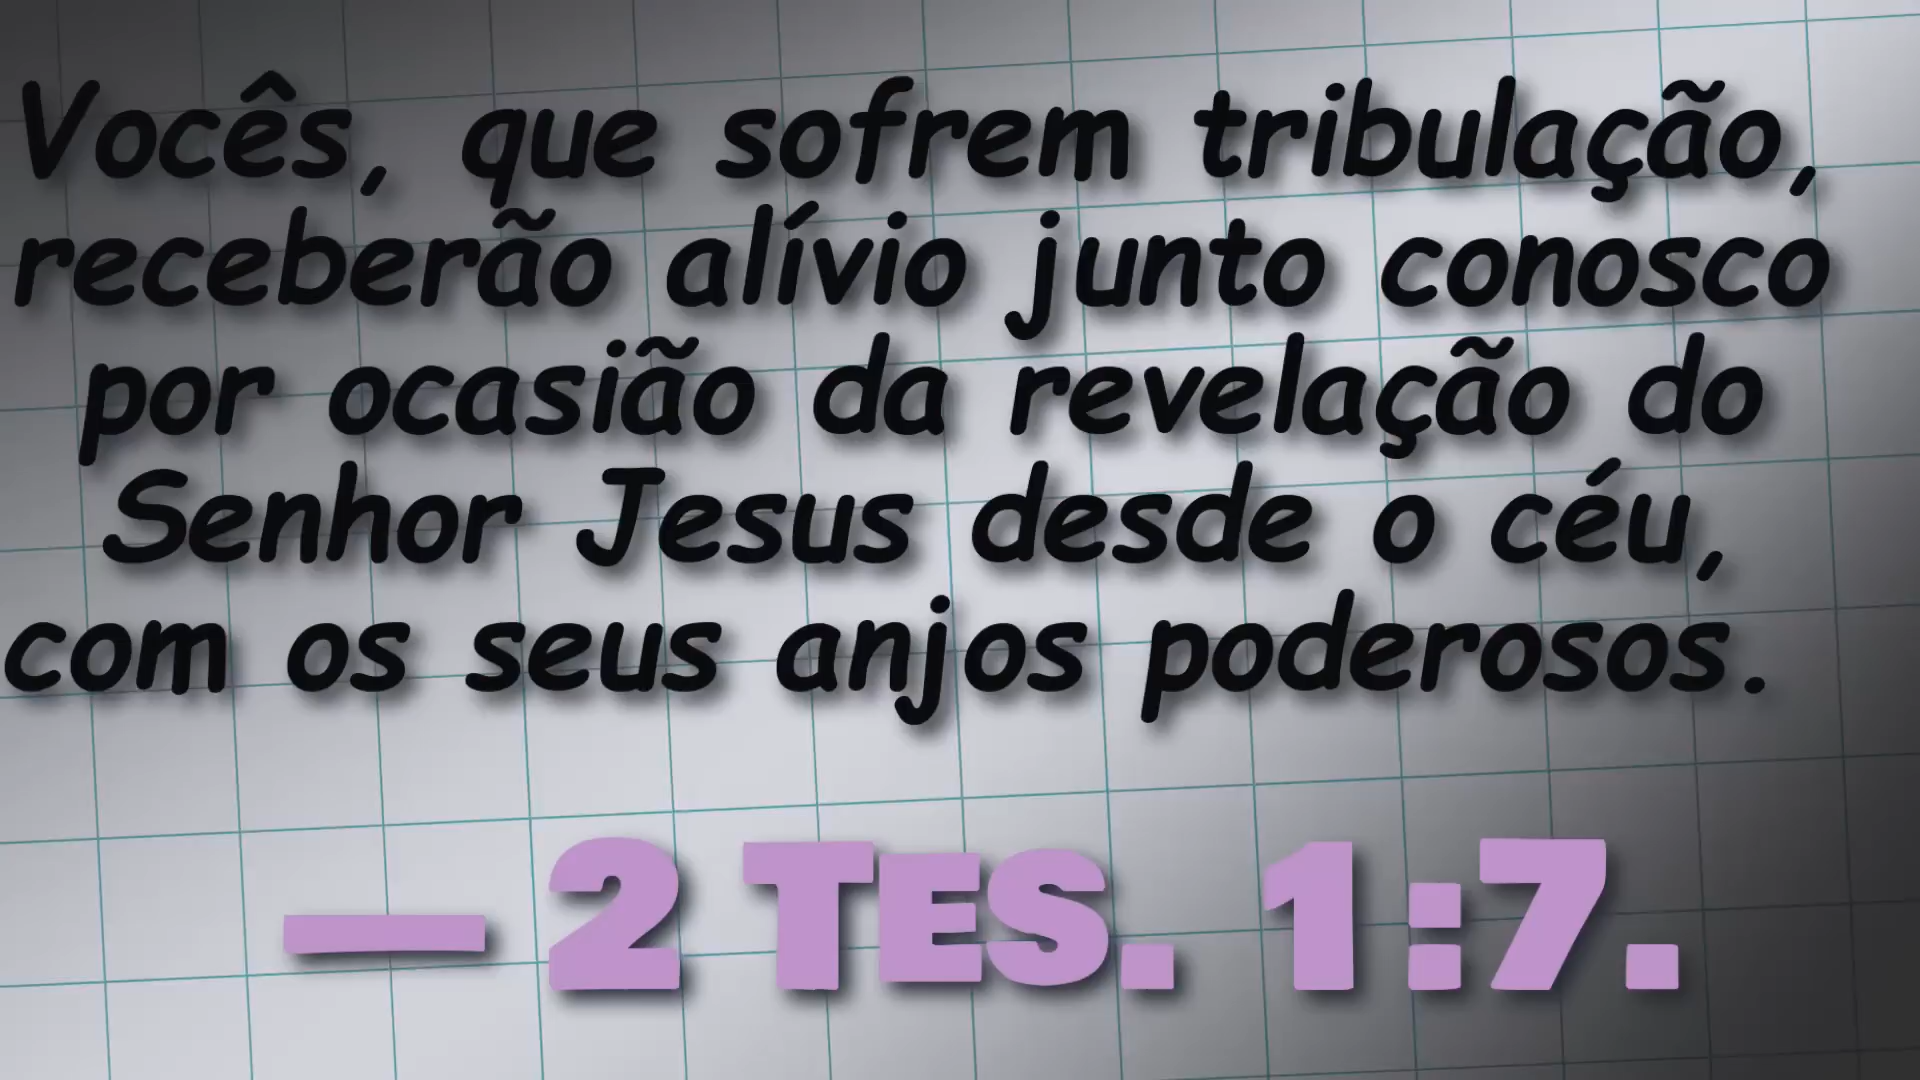 Vocês, que sofrem tribulação,
receberão alívio junto conosco
por ocasião da revelação do
Senhor Jesus desde o céu,
com os seus anjos poderosos.
— 2 TES. 1:7.